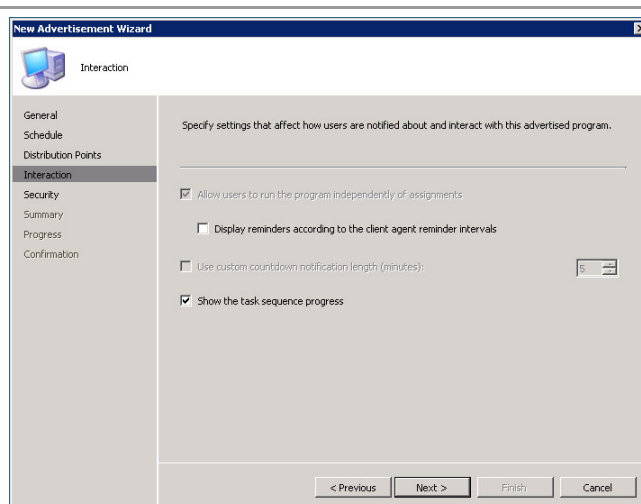 New Advertisement Wizard
Interaction
General
Schedule
Distribution Points
Interaction
Security
Summary
Progress
Confirmation
Specify settings that affect how users are notified about and interact with this advertised program.
Allow users to run the program independently of assignments
Display reminders according to the client agent reminder intervals
Use custom countdown notification length (minutes):
5
Show the task sequence progress
< Previous
Next >
Finish
Cancel